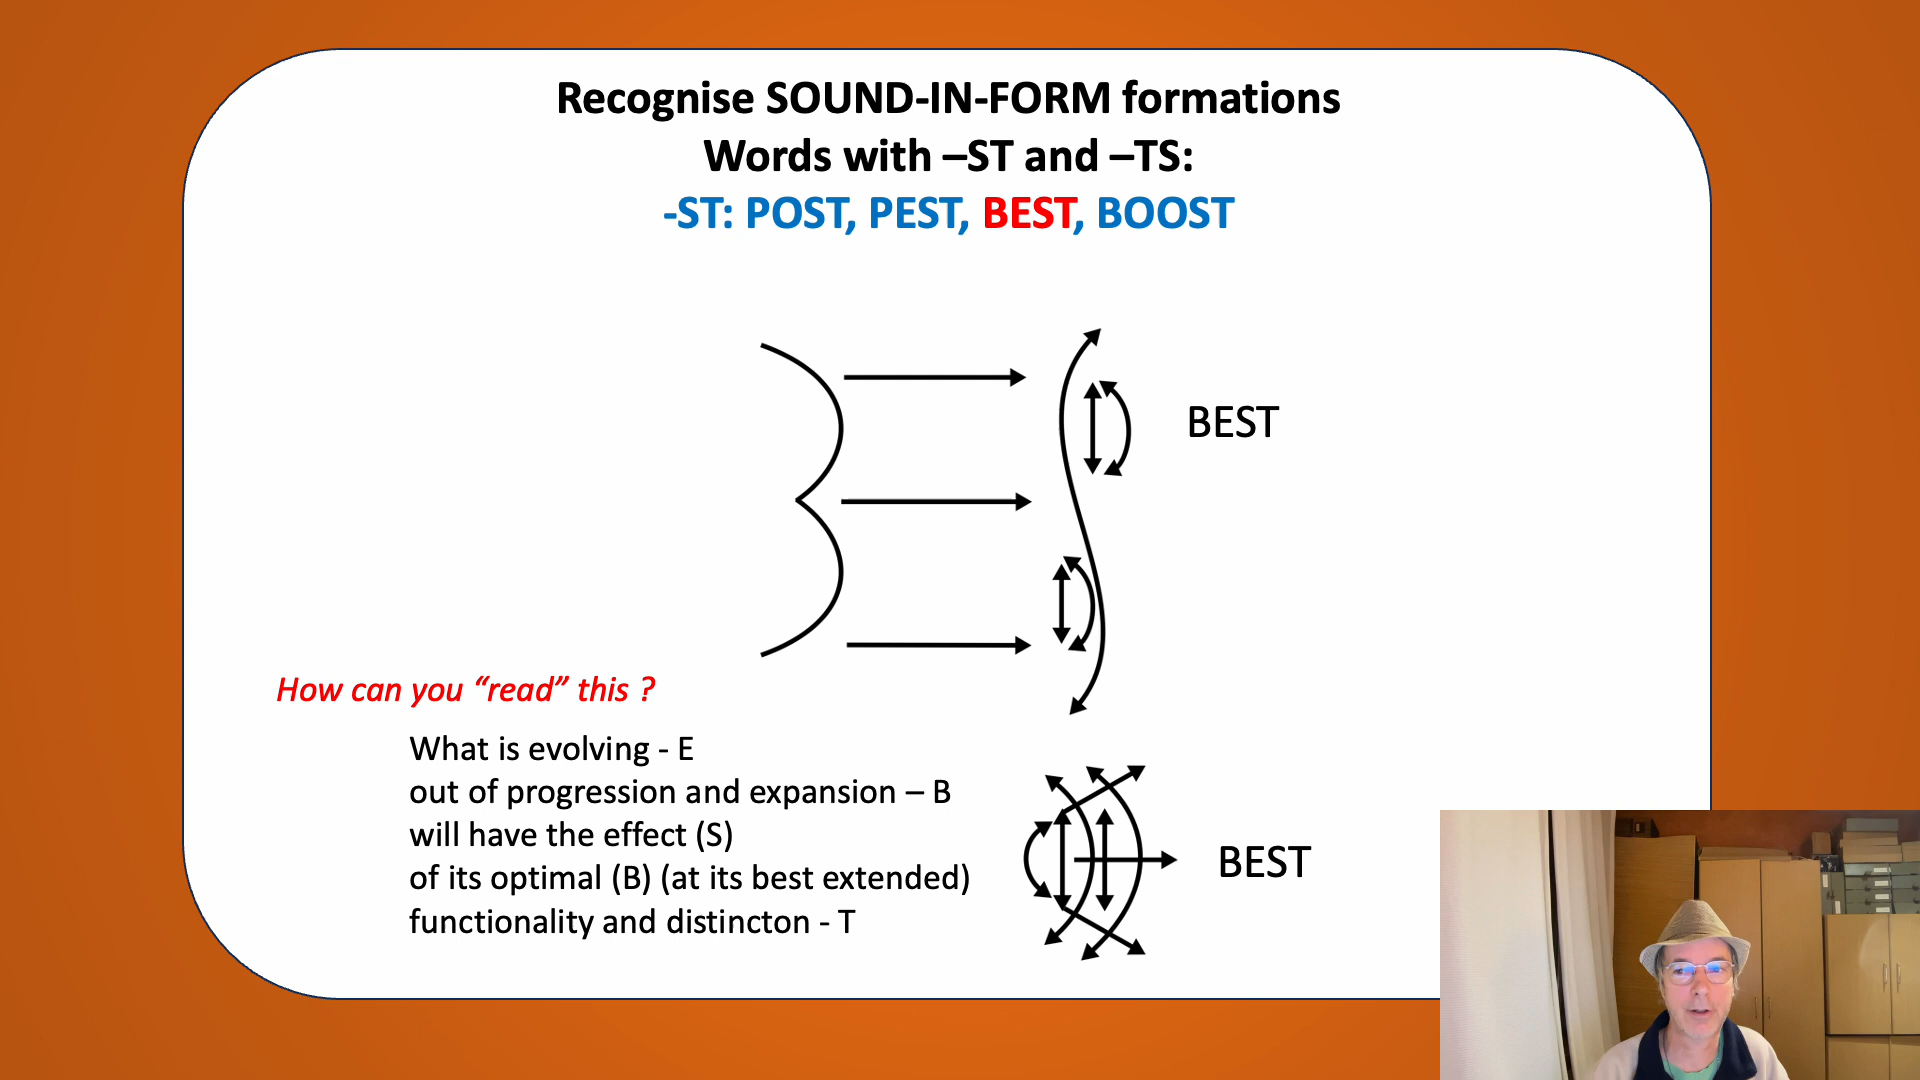 Recognise SOUND-IN-FORM formations
Words with –ST and –TS:
-ST: POST, PEST, BEST, BOOST
BEST
How can you “read” this ?
What is evolving - E
out of progression and expansion – B
will have the effect (S)
of its optimal (B) (at its best extended)
functionality and distincton - T
BEST